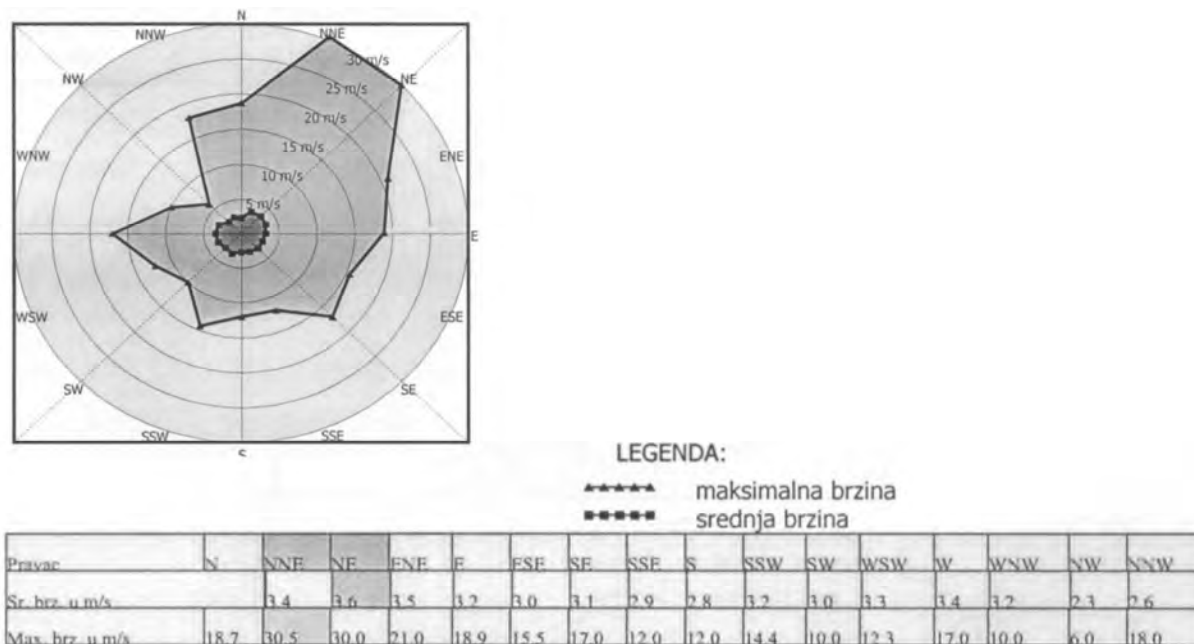 N
NNW NNE
30 m/s
NW NE
25 m/s
20 m/s
WNW 15 m/s ENE
10 m/s
5 m/s
E
WSW ESE
SW SE
SSW SSE
S
LEGENDA:
maksimalna brzina
srednja brzina
Pravac N NNE NE ENE E ESE SE SSE S SSW SW WSW W WNW NW NNW
Sr. brz. u m/s 3.4 3.6 3.5 3.2 3.0 3.1 2.9 2.8 3.2 3.0 3.3 3.4 3.2 2.3 2.6
Max. brz. u m/s 18.7 30.5 30.0 21.0 18.9 15.5 17.0 12.0 12.0 14.4 10.0 12.3 17.0 10.0 6.0 18.0